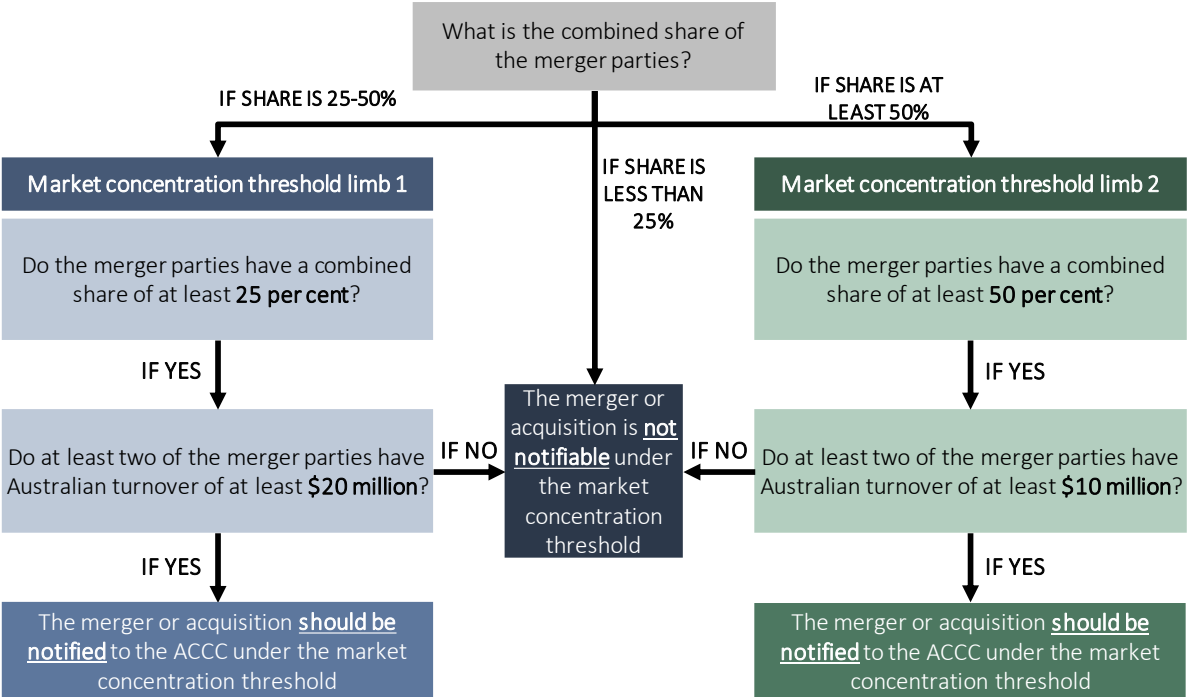 What is the combined share of
the merger parties?
IF SHARE IS 25-50%
IF SHARE IS AT
LEAST 50%
IF SHARE IS
LESS THAN
25%
Market concentration threshold limb 1
Do the merger parties have a combined
share of at least 25 per cent?
IF YES
Do at least two of the merger parties have
Australian turnover of at least $20 million?
IF NO
IF YES
The merger or acquisition should be
notified to the ACCC under the market
concentration threshold
The merger or
acquisition is not
notifiable under
the market
concentration
threshold
Market concentration threshold limb 2
Do the merger parties have a combined
share of at least 50 per cent?
IF YES
Do at least two of the merger parties have
Australian turnover of at least $10 million?
IF NO
IF YES
The merger or acquisition should be
notified to the ACCC under the market
concentration threshold